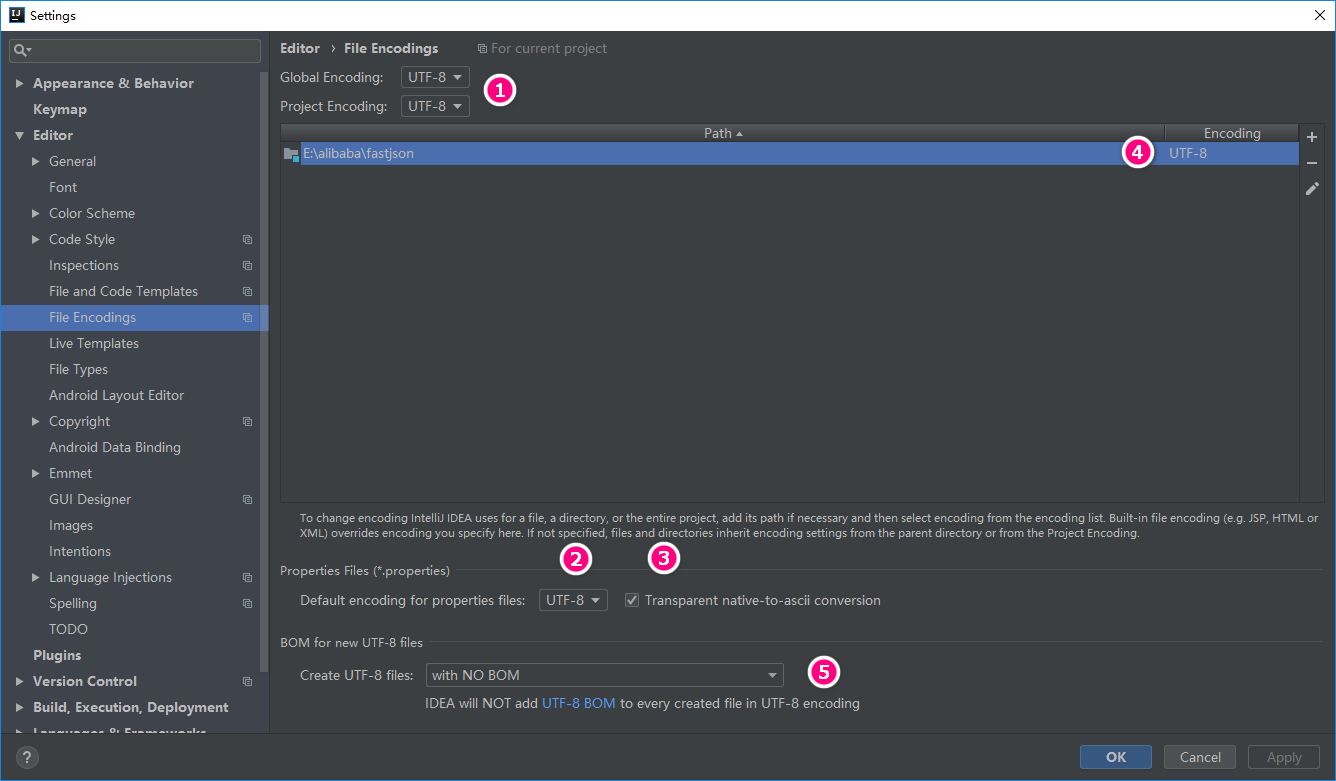 Settings
Appearance & Behavior
Keymap
Editor
General
Font
Color Scheme
Code Style
Inspections
File and Code Templates
File Encodings
Live Templates
File Types
Android Layout Editor
Copyright
Android Data Binding
Emmet
GUI Designer
Images
Intentions
Language Injections
Spelling
TODO
Plugins
Version Control
Build, Execution, Deployment
Languages & Frameworks
Editor › File Encodings For current project
Global Encoding: UTF-8
1
Project Encoding: UTF-8
Path Encoding
E:\alibaba\fastjson 4 UTF-8
To change encoding IntelliJ IDEA uses for a file, a directory, or the entire project, add its path if necessary and then select encoding from the encoding list. Built-in file encoding (e.g. JSP, HTML or
XML) overrides encoding you specify here. If not specified, files and directories inherit encoding settings from the parent directory or from the Project Encoding.
2 3
Properties Files (*.properties)
Default encoding for properties files: UTF-8 Transparent native-to-ascii conversion
BOM for new UTF-8 files
Create UTF-8 files: with NO BOM 5
IDEA will NOT add UTF-8 BOM to every created file in UTF-8 encoding
? OK Cancel Apply